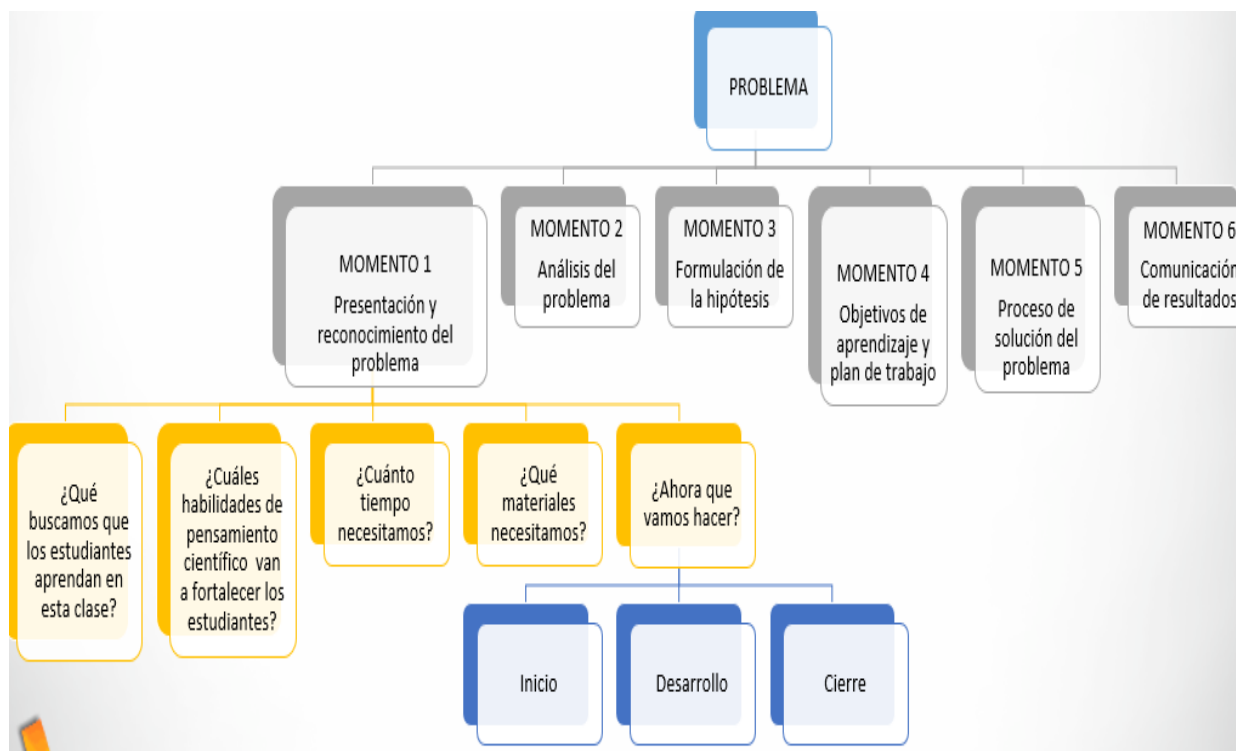 PROBLEMA
MOMENTO 1
Presentación y
reconocimiento del
problema
MOMENTO 2
Análisis del
problema
MOMENTO 3
Formulación de
la hipótesis
MOMENTO 4
Objetivos de
aprendizaje y
plan de trabajo
MOMENTO 5
Proceso de
solución del
problema
MOMENTO 6
Comunicación
de resultados
¿Qué
buscamos que
los estudiantes
aprendan en
esta clase?
¿Cuáles
habilidades de
pensamiento
científico van
a fortalecer los
estudiantes?
¿Cuánto
tiempo
necesitamos?
¿Qué
materiales
necesitamos?
¿Ahora que
vamos hacer?
Inicio
Desarrollo
Cierre